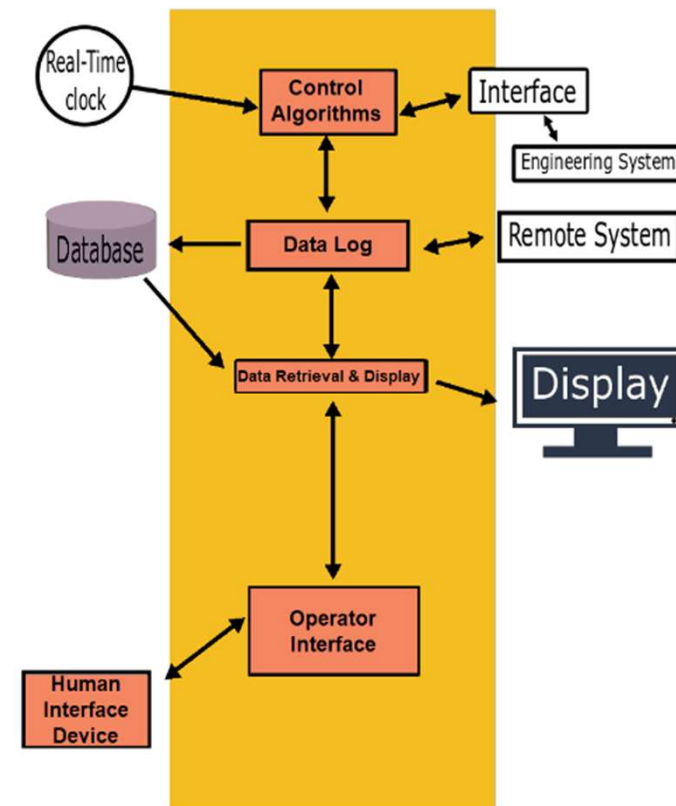 Real-Time
clock
Control
Algorithms
Interface
Engineering System
Database
Data Log
Remote System
Data Retrieval & Display
Display
Operator
Interface
Human
Interface
Device